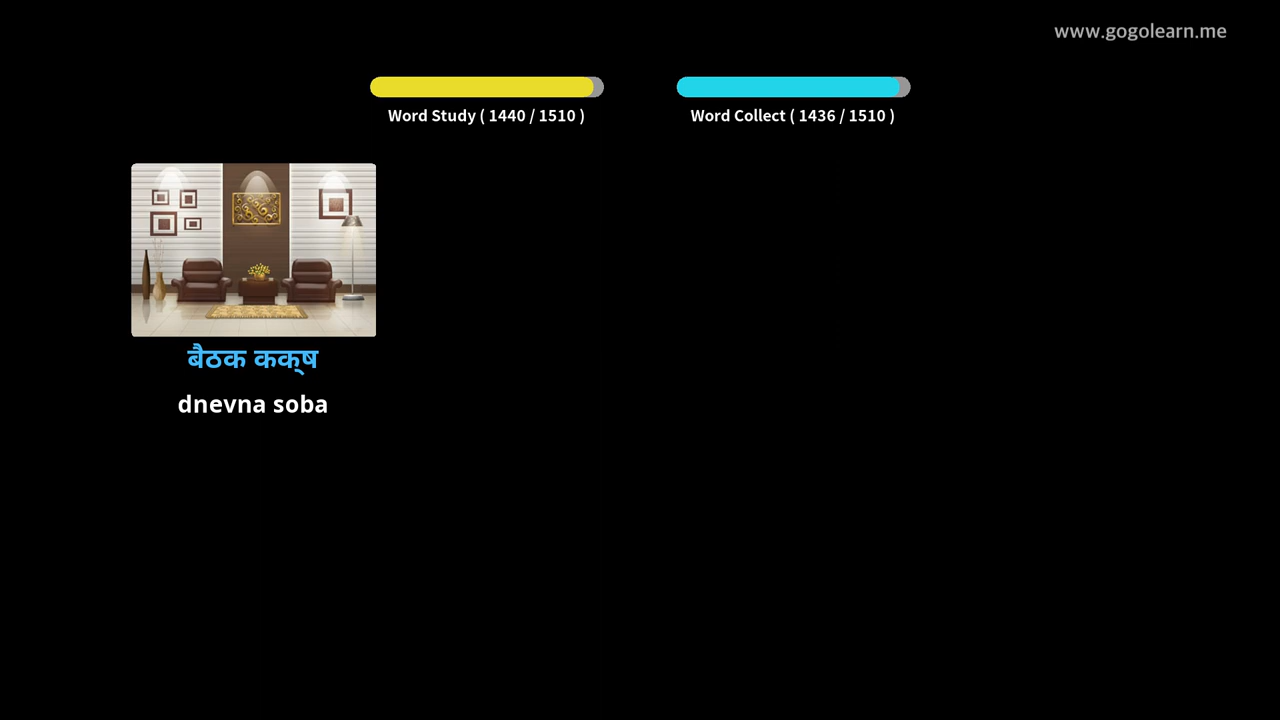 www.gogolearn.me
Word Study ( 1440 / 1510 )
Word Collect ( 1436 / 1510 )
बैठक कक्ष
dnevna soba